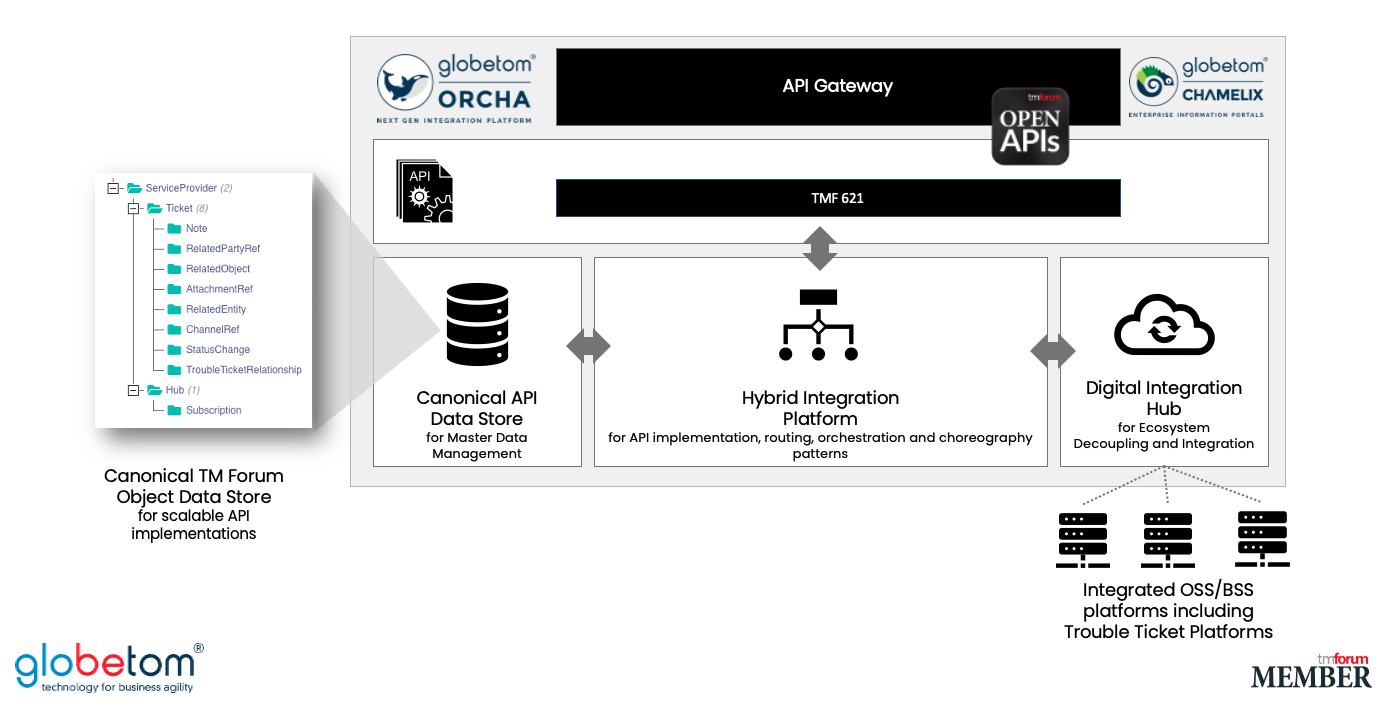 globetom®
ORCHA
NEXT GEN INTEGRATION PLATFORM
API Gateway
globetom®
CHAMELIX
ENTERPRISE INFORMATION PORTALS
tmforum
OPEN
APIs
API
TMF 621
ServiceProvider (2)
Ticket (8)
Note
RelatedPartyRef
RelatedObject
AttachmentRef
RelatedEntity
ChannelRef
StatusChange
TroubleTicketRelationship
Hub (1)
Subscription
Canonical TM Forum
Object Data Store
for scalable API
implementations
Canonical API
Data Store
for Master Data
Management
Hybrid Integration
Platform
for API implementation, routing, orchestration and choreography
patterns
Digital Integration
Hub
for Ecosystem
Decoupling and Integration
Integrated OSS/BSS
platforms including
Trouble Ticket Platforms
globetom®
technology for business agility
tmforum
MEMBER